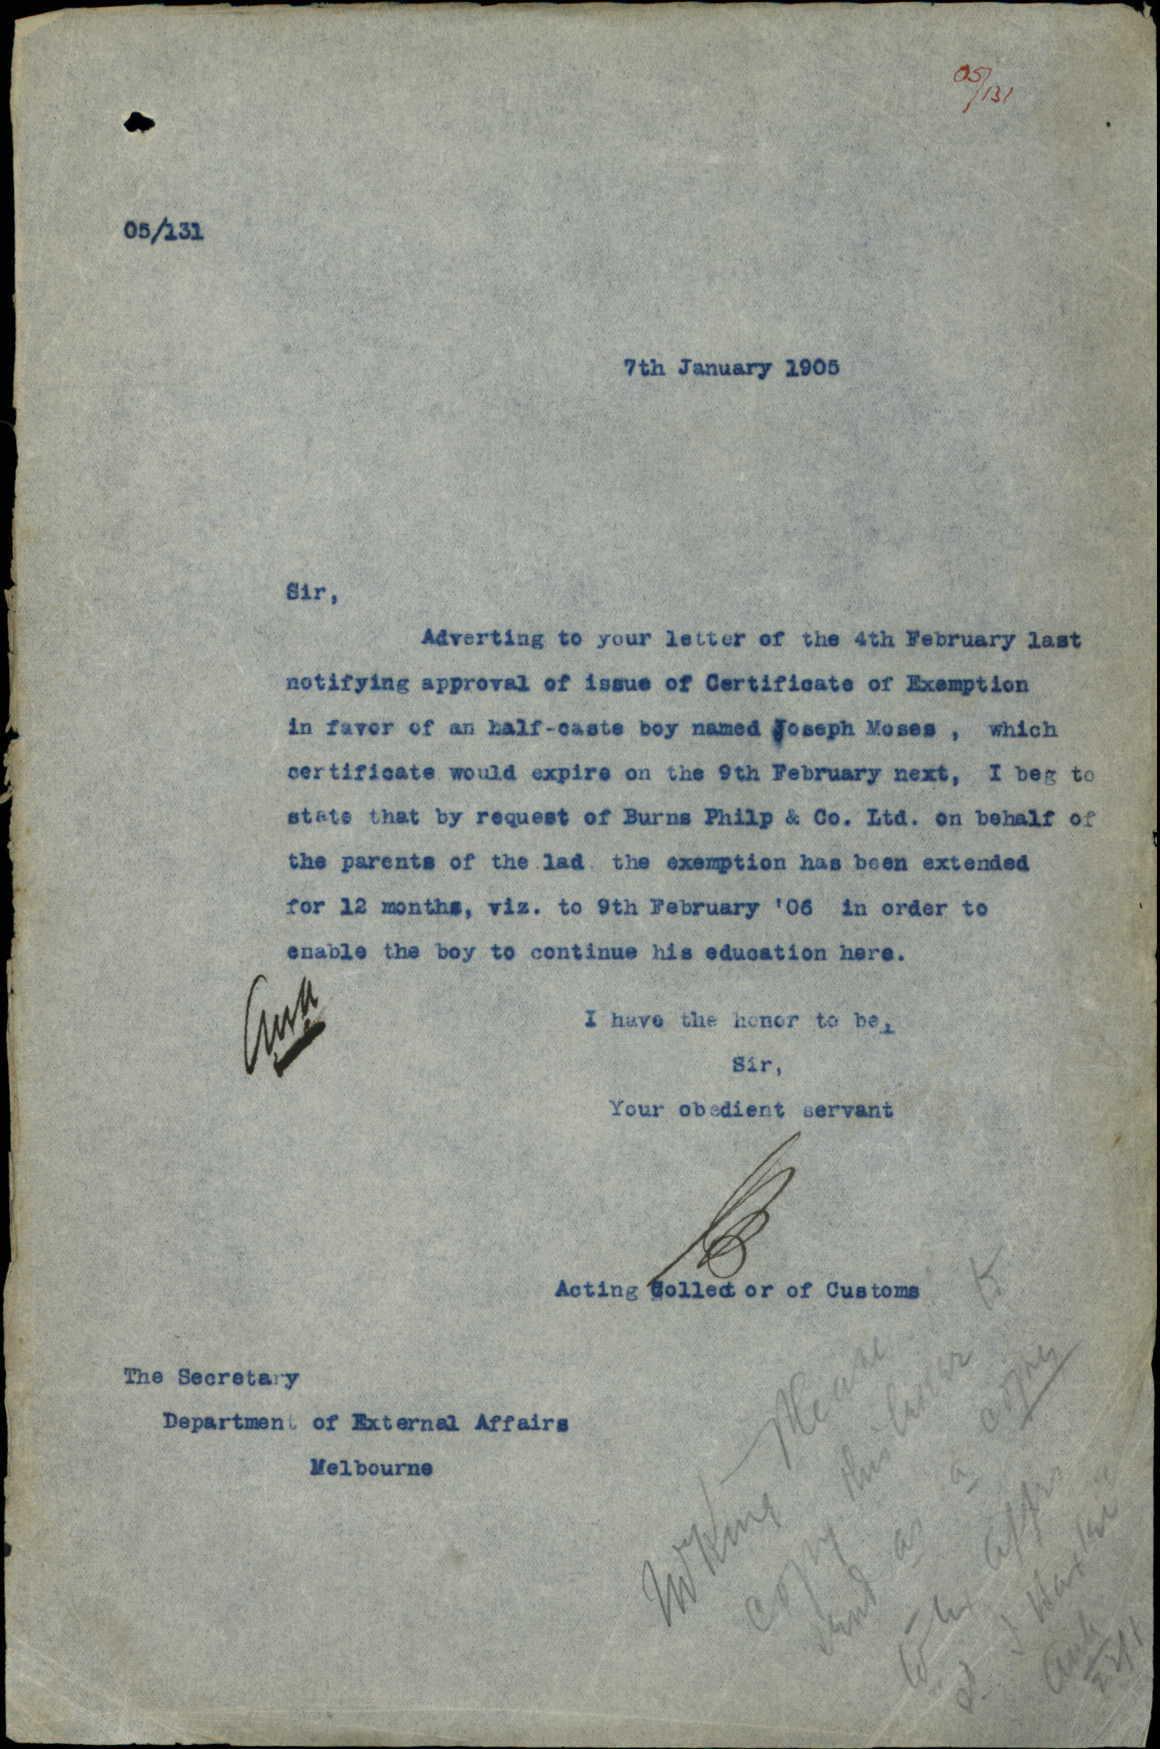 05/131
05/131
7th January 1905
Sir,
Adverting to your letter of the 4th February last
notifying approval of issue of Certificate of Exemption
in favor of an half-caste boy named Joseph Moses , which
certificate would expire on the 9th February next, I beg to
state that by request of Burns Philp & Co. Ltd. on behalf of
the parents of the lad the exemption has been extended
for 12 months, viz. to 9th February '06 in order to
enable the boy to continue his education here.
I have the honor to be,
Sir,
Your obedient servant
Acting Collector of Customs
The Secretary
Department of External Affairs
Melbourne
Mr King Please
copy this letter
send as a copy